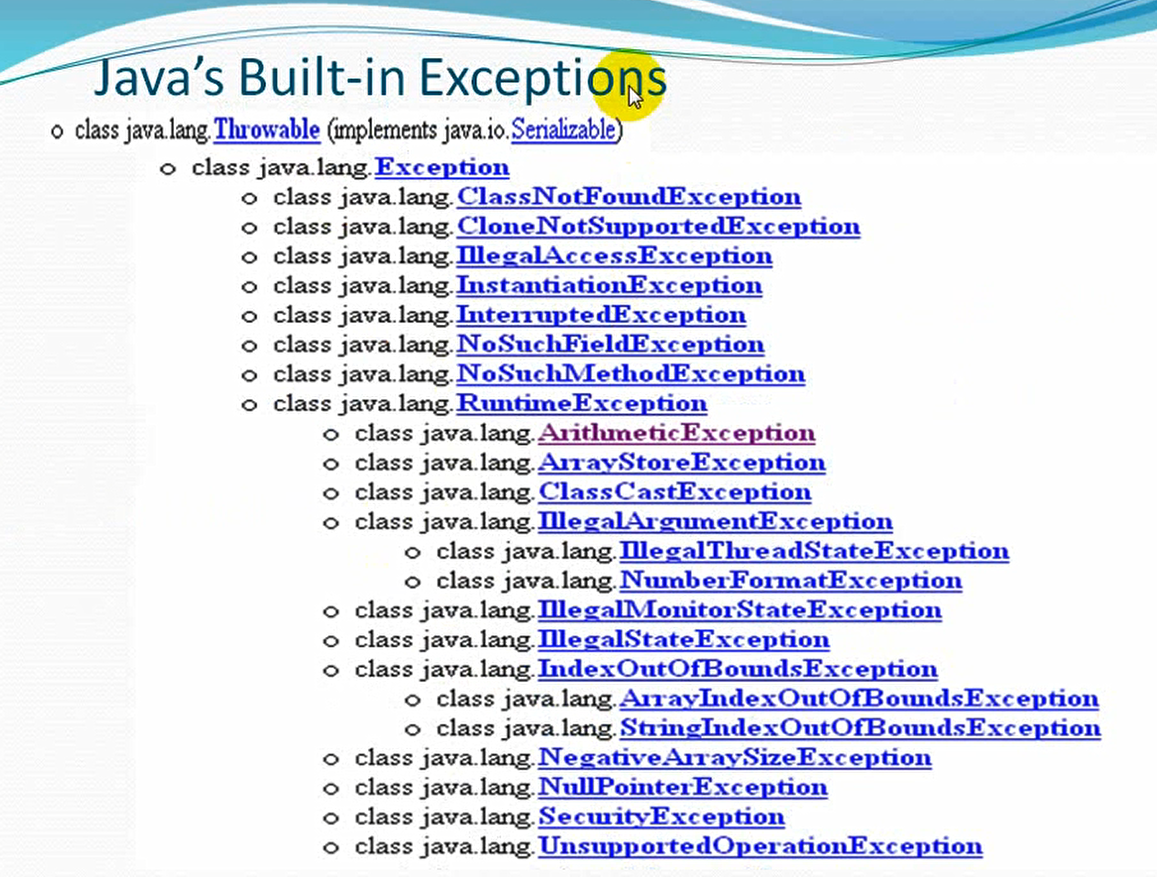 Java's Built-in Exceptions
o class java.lang.Throwable (implements java.io.Serializable)
o class java.lang.Exception
o class java.lang.ClassNotFoundException
o class java.lang.CloneNotSupportedException
o class java.lang.IllegalAccessException
o class java.lang.InstantiationException
o class java.lang.InterruptedException
o class java.lang.NoSuchFieldException
o class java.lang.NoSuchMethodException
o class java.lang.RuntimeException
o class java.lang.ArithmeticException
o class java.lang.ArrayStoreException
o class java.lang.ClassCastException
o class java.lang.IllegalArgumentException
o class java.lang.IllegalThreadStateException
o class java.lang.NumberFormatException
o class java.lang.IllegalMonitorStateException
o class java.lang.IllegalStateException
o class java.lang.IndexOutOfBoundsException
o class java.lang.ArrayIndexOutOfBoundsException
o class java.lang.StringIndexOutOfBoundsException
o class java.lang.NegativeArraySizeException
o class java.lang.NullPointerException
o class java.lang.SecurityException
o class java.lang.UnsupportedOperationException